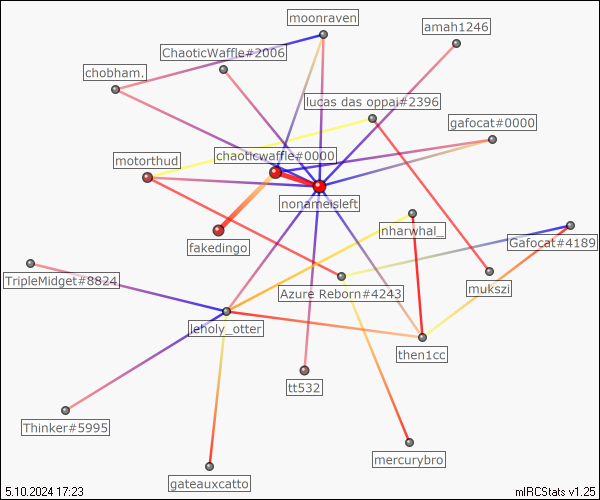 moonraven
amah1246
ChaoticWaffle#2006
chobham.
lucas das oppai#2396
gafocat#0000
chaoticwaffle#0000
motorthud
nonameisleft
nharwhal_
fakedingo
Gafocat#4189
TripleMidget#8824
Azure Reborn#4243
mukszi
leholy_otter
then1cc
tt532
Thinker#5995
mercurybro
gateauxcatto
5.10.2024 17:23
mIRCStats v1.25